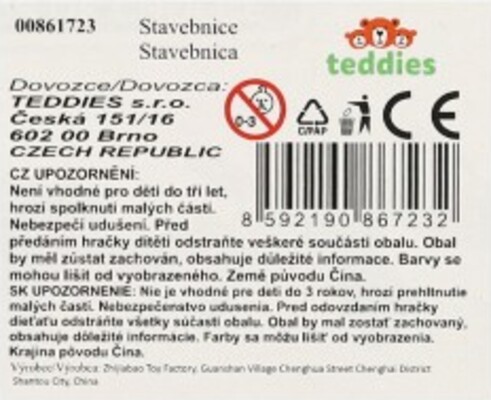 00861723 Stavebnice
Stavebnica
teddies
Dovozce/Dovozca:
TEDDIES s.r.o.
Česká 151/16
602 00 Brno
CZECH REPUBLIC
0-3
C/PAP
CE
8 592190 867232
CZ UPOZORNĚNÍ:
Není vhodné pro děti do tří let,
hrozí spolknutí malých částí.
Nebezpečí udušení. Před
předáním hračky dítěti odstraňte veškeré součásti obalu. Obal
by měl zůstat zachován, obsahuje důležité informace. Barvy se
mohou lišit od vyobrazeného. Země původu Čína.
SK UPOZORNENIE: Nie je vhodné pre deti do 3 rokov, hrozí prehltnutie
malých častí. Nebezpečenstvo udusenia. Pred odovzdaním hračky
dieťaťu odstráňte všetky súčasti obalu. Obal by mal zostať zachovaný,
obsahuje dôležité informácie. Farby sa môžu líšiť od vyobrazenia.
Krajina pôvodu Čína.
Výrobce/Výrobca: Zhijiabao Toy Factory, Guanshan Village Chenghua Street Chenghai District
Shantou City, China